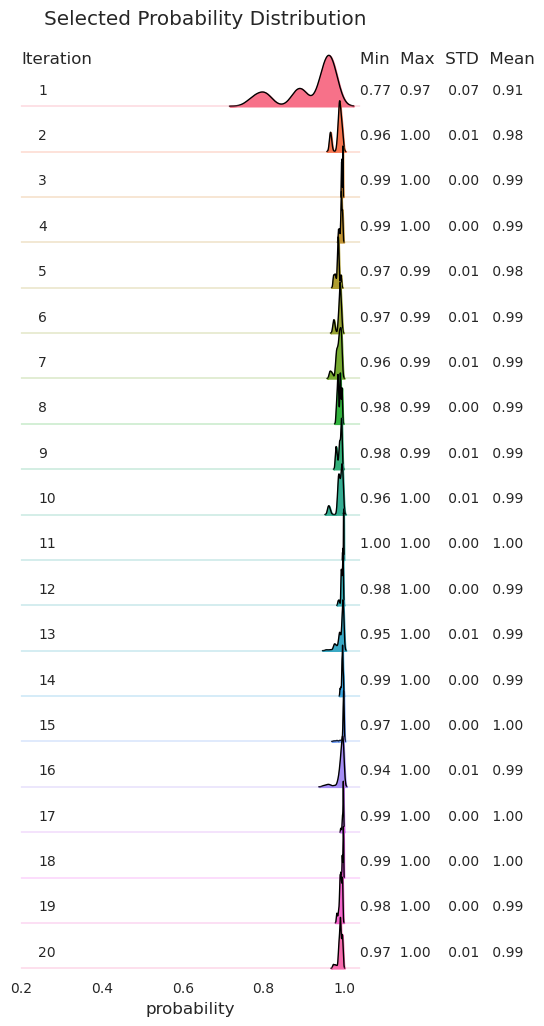 Selected Probability Distribution
Iteration Min Max STD Mean
1 0.77 0.97 0.07 0.91
2 0.96 1.00 0.01 0.98
3 0.99 1.00 0.00 0.99
4 0.99 1.00 0.00 0.99
5 0.97 0.99 0.01 0.98
6 0.97 0.99 0.01 0.99
7 0.96 0.99 0.01 0.99
8 0.98 0.99 0.00 0.99
9 0.98 0.99 0.01 0.99
10 0.96 1.00 0.01 0.99
11 1.00 1.00 0.00 1.00
12 0.98 1.00 0.00 0.99
13 0.95 1.00 0.01 0.99
14 0.99 1.00 0.00 0.99
15 0.97 1.00 0.00 1.00
16 0.94 1.00 0.01 0.99
17 0.99 1.00 0.00 1.00
18 0.99 1.00 0.00 1.00
19 0.98 1.00 0.00 0.99
20 0.97 1.00 0.01 0.99
0.2 0.4 0.6 0.8 1.0
probability